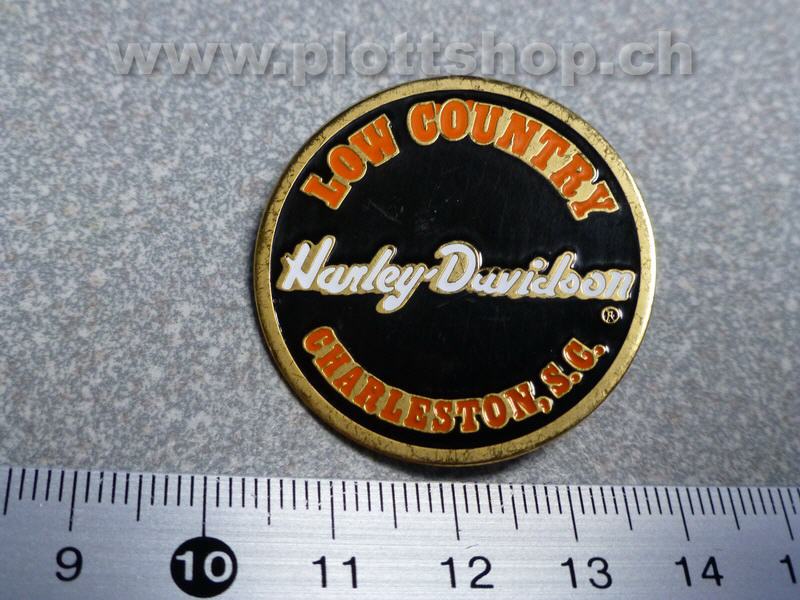 www.plottshop.ch
LOW COUNTRY
Harley-Davidson
®
CHARLESTON, S.C.
9 10 11 12 13 14